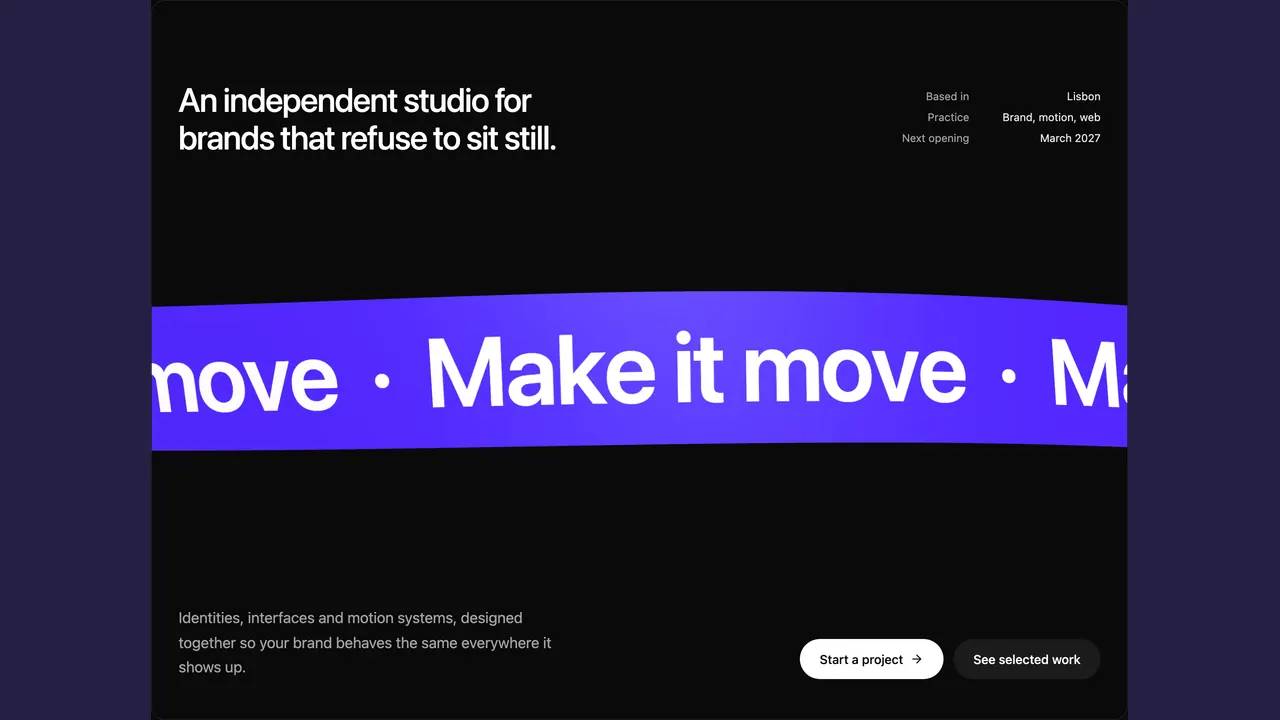 An independent studio for
brands that refuse to sit still.
Based in Lisbon
Practice Brand, motion, web
Next opening March 2027
move · Make it move · Ma
Identities, interfaces and motion systems, designed
together so your brand behaves the same everywhere it
shows up.
Start a project →
See selected work